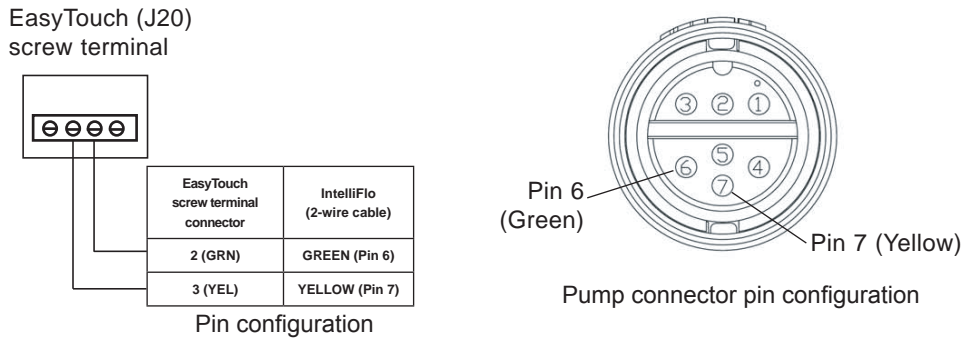 EasyTouch (J20)
screw terminal
EasyTouch
screw terminal
connector
IntelliFlo
(2-wire cable)
2 (GRN)
GREEN (Pin 6)
3 (YEL)
YELLOW (Pin 7)
Pin configuration
3 2 1
5
6 4
7
Pin 6
(Green)
Pin 7 (Yellow)
Pump connector pin configuration